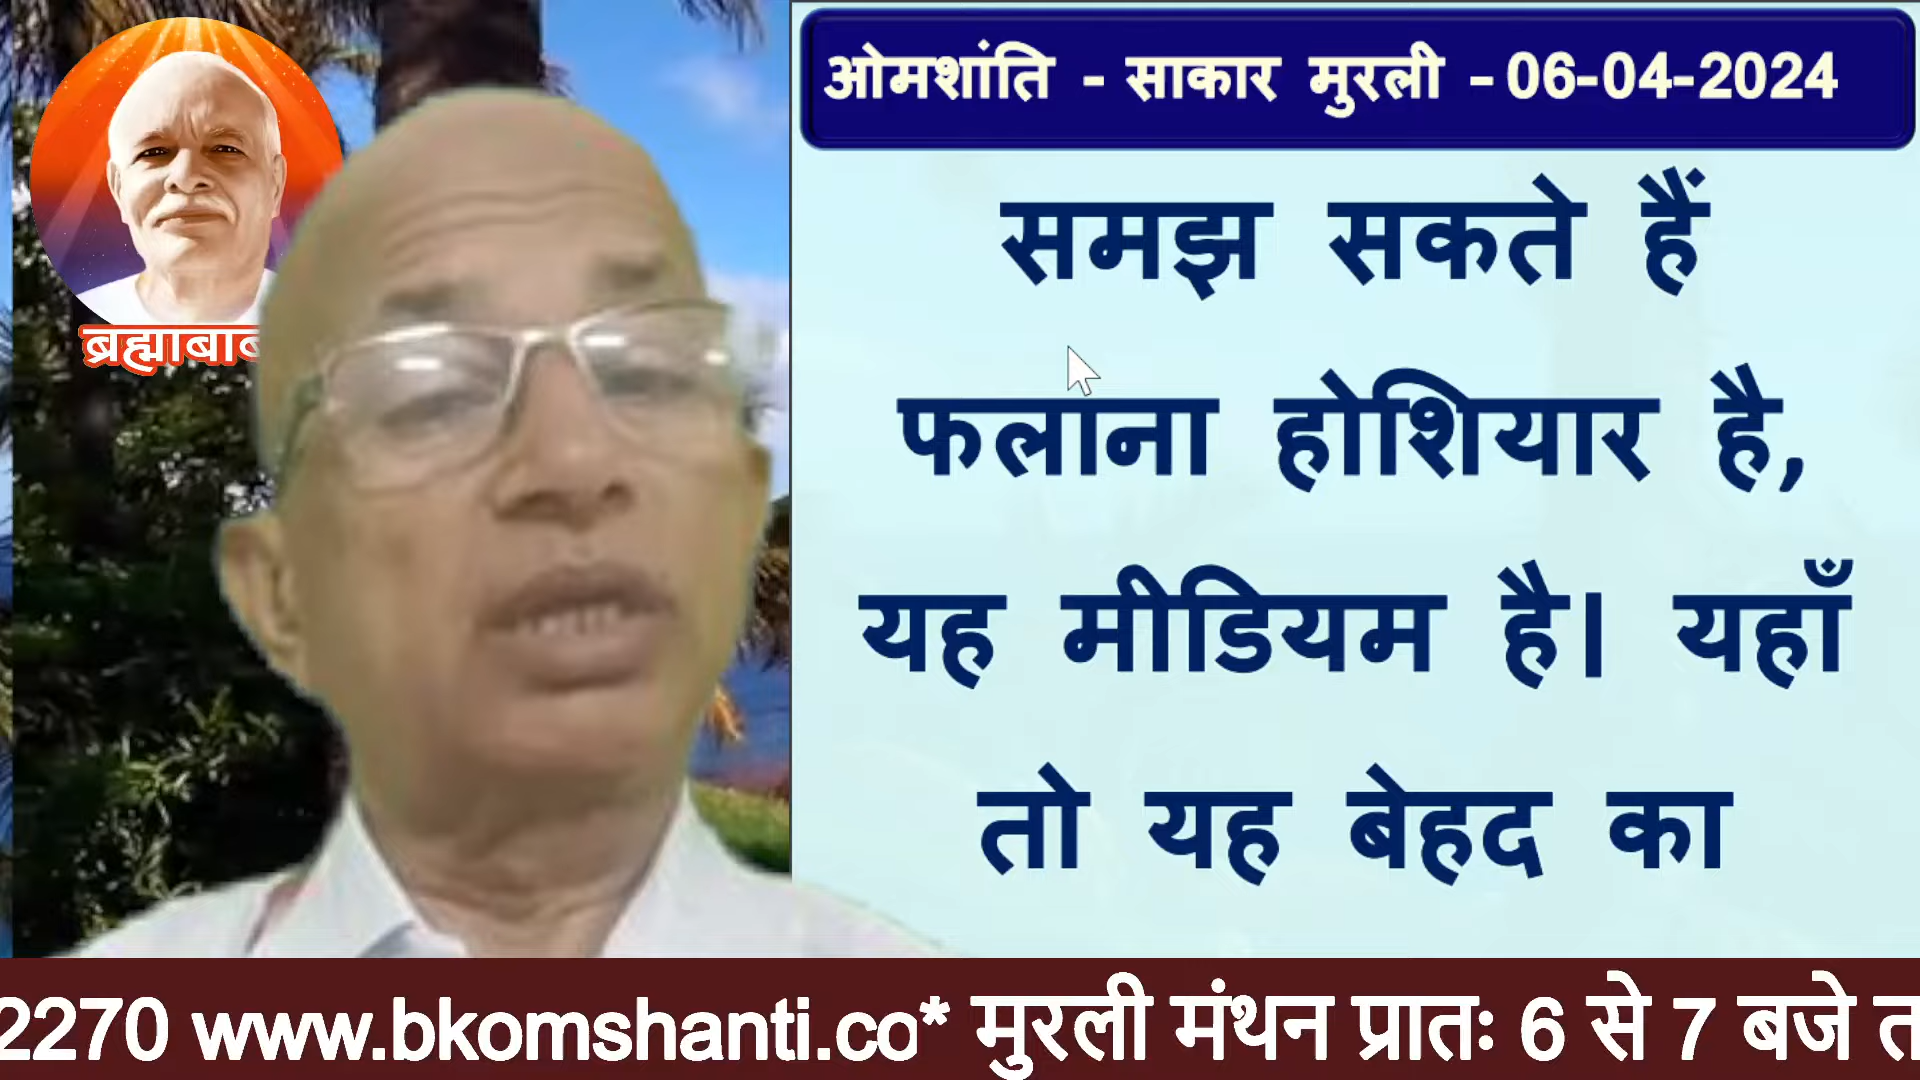 ओमशांति - साकार मुरली - 06-04-2024
समझ सकते हैं
फलाना होशियार है,
यह मीडियम है। यहाँ
तो यह बेहद का
2270 www.bkomshanti.co* मुरली मंथन प्रातः 6 से 7 बजे